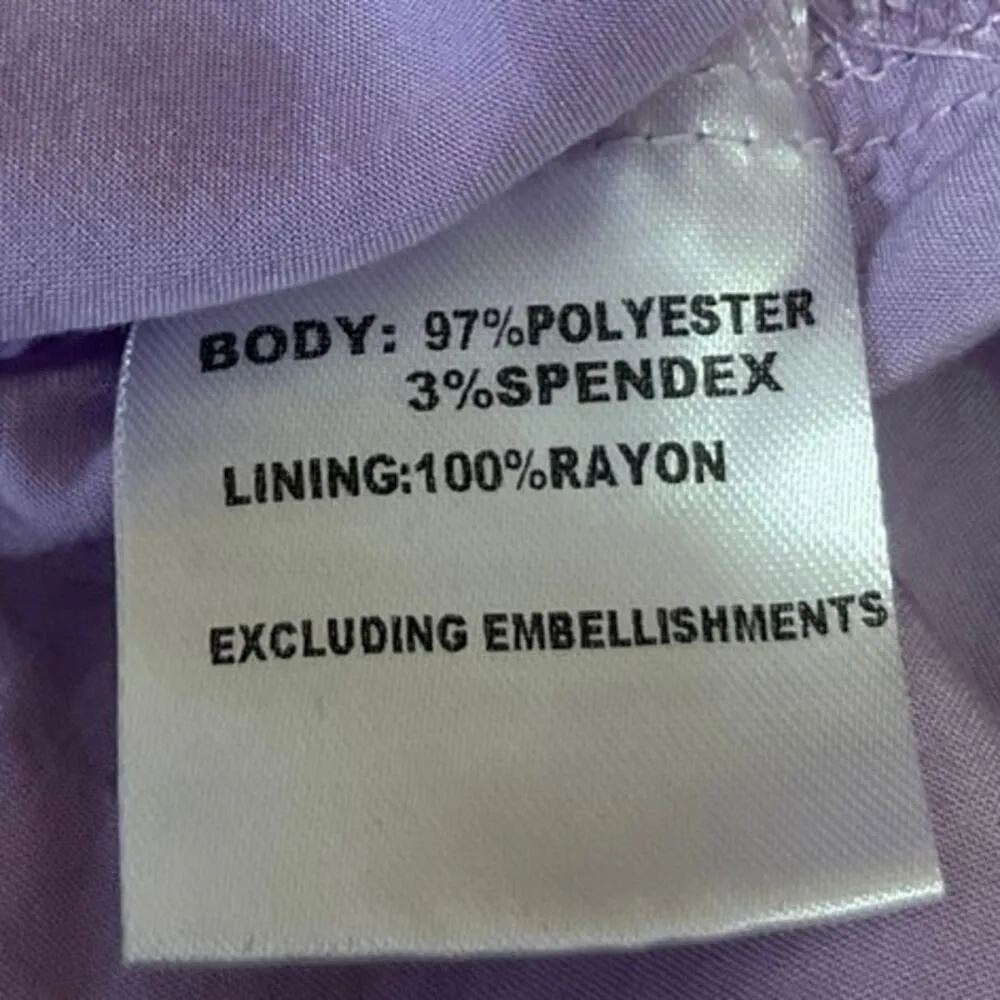 BODY: 97%POLYESTER
3%SPENDEX
LINING:100%RAYON
EXCLUDING EMBELLISHMENTS